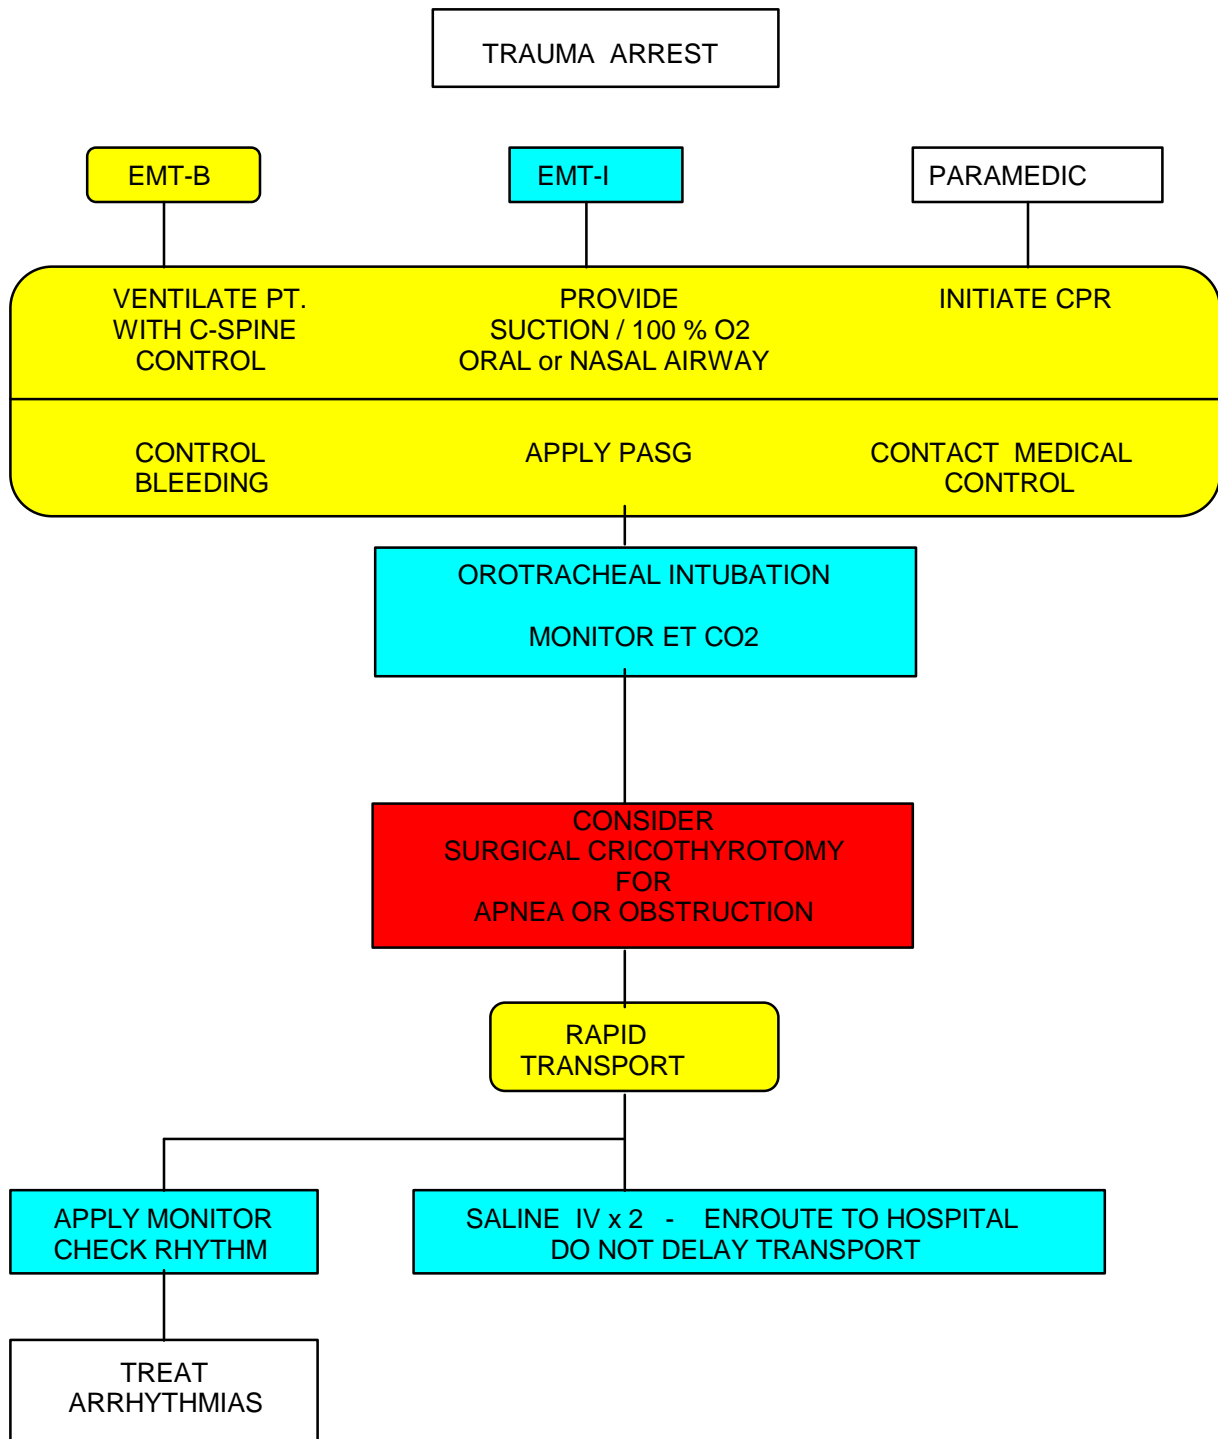 TRAUMA ARREST
EMT-B
EMT-I
PARAMEDIC
VENTILATE PT.
WITH C-SPINE
CONTROL
PROVIDE
SUCTION / 100 % O2
ORAL or NASAL AIRWAY
INITIATE CPR
CONTROL
BLEEDING
APPLY PASG
CONTACT MEDICAL
CONTROL
OROTRACHEAL INTUBATION
MONITOR ET CO2
CONSIDER
SURGICAL CRICOTHYROTOMY
FOR
APNEA OR OBSTRUCTION
RAPID
TRANSPORT
APPLY MONITOR
CHECK RHYTHM
SALINE IV x 2 - ENROUTE TO HOSPITAL
DO NOT DELAY TRANSPORT
TREAT
ARRHYTHMIAS